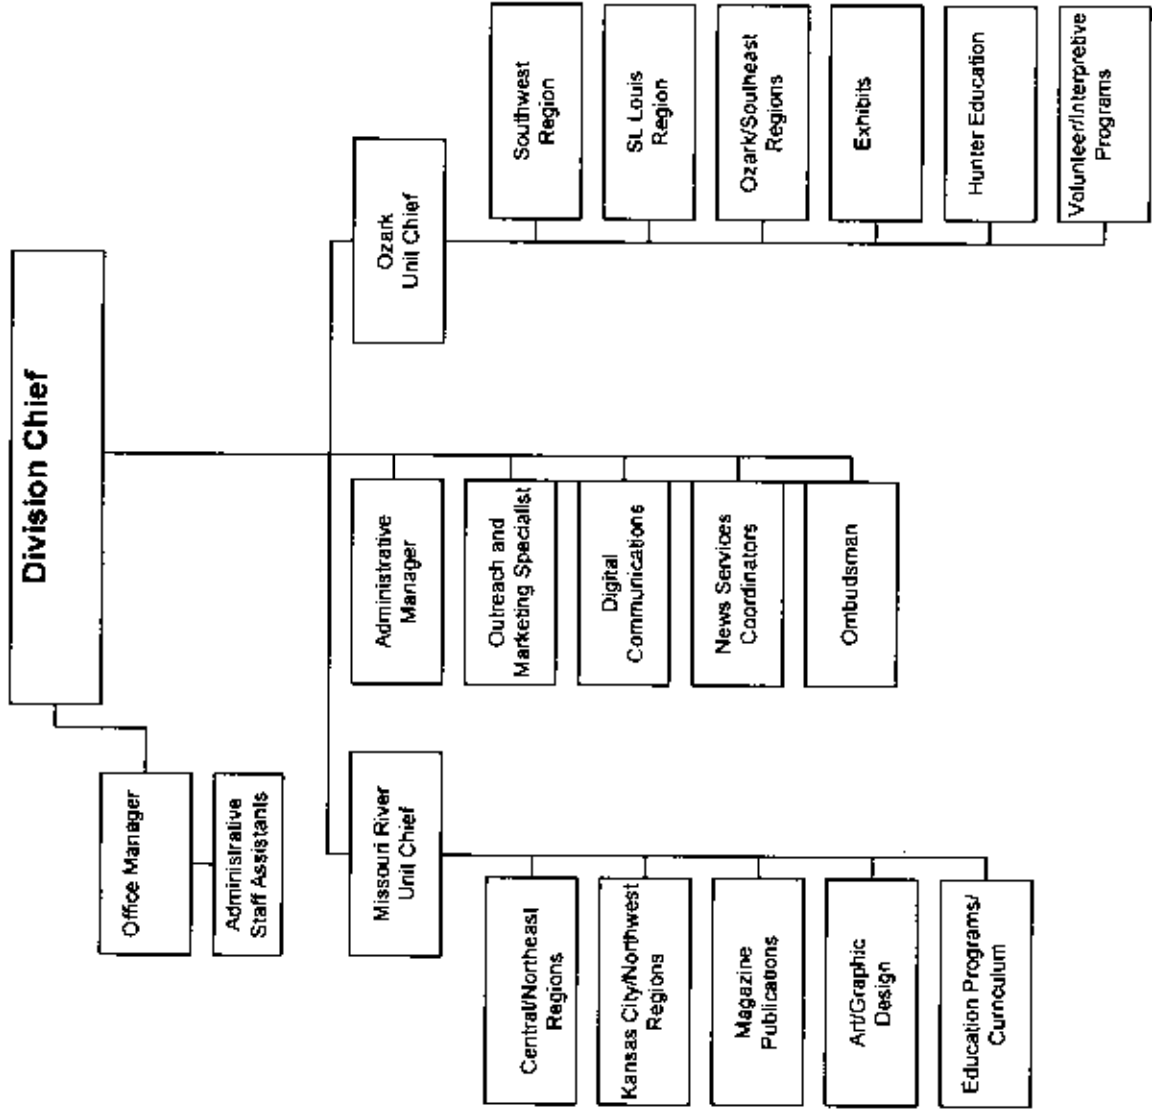 Division Chief
Office Manager
Administrative
Staff Assistants
Missouri River
Unit Chief
Central/Northeast
Regions
Kansas City/Northwest
Regions
Magazine
Publications
Art/Graphic
Design
Education Programs/
Curriculum
Administrative
Manager
Outreach and
Marketing Specialist
Digital
Communications
News Services
Coordinators
Ombudsman
Ozark
Unit Chief
Southwest
Region
St. Louis
Region
Ozark/Southeast
Regions
Exhibits
Hunter Education
Volunteer/Interpretive
Programs